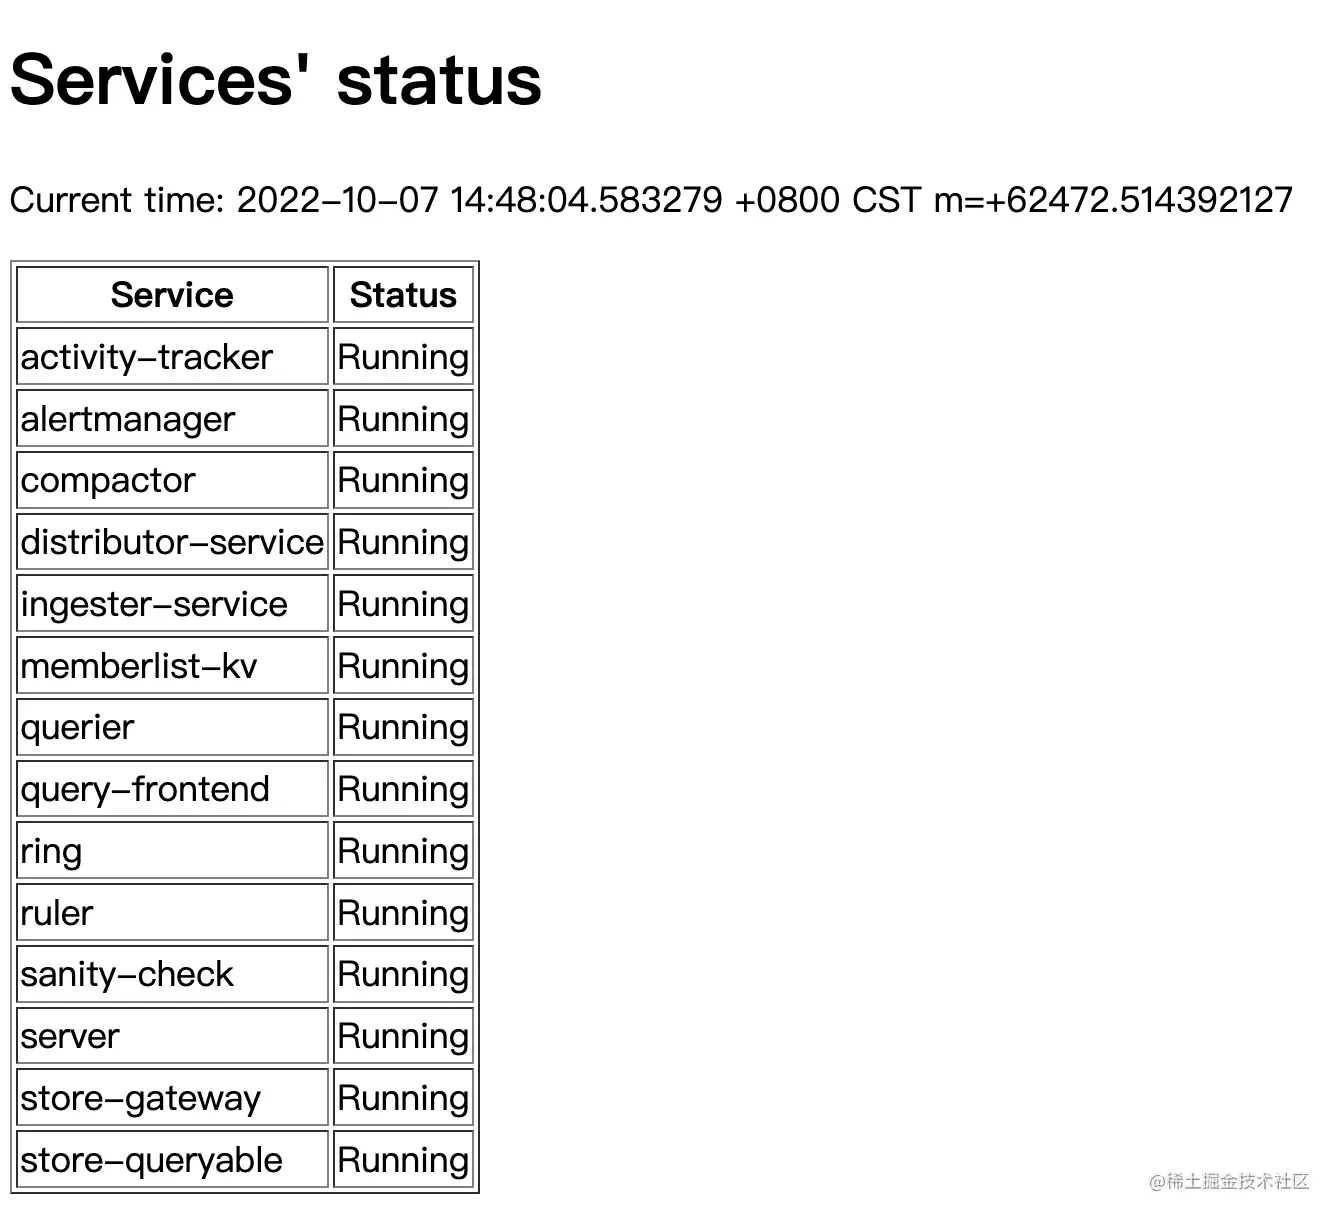 Services' status
Current time: 2022-10-07 14:48:04.583279 +0800 CST m=+62472.514392127
Service Status
activity-tracker Running
alertmanager Running
compactor Running
distributor-service Running
ingester-service Running
memberlist-kv Running
querier Running
query-frontend Running
ring Running
ruler Running
sanity-check Running
server Running
store-gateway Running
store-queryable Running
@稀土掘金技术社区